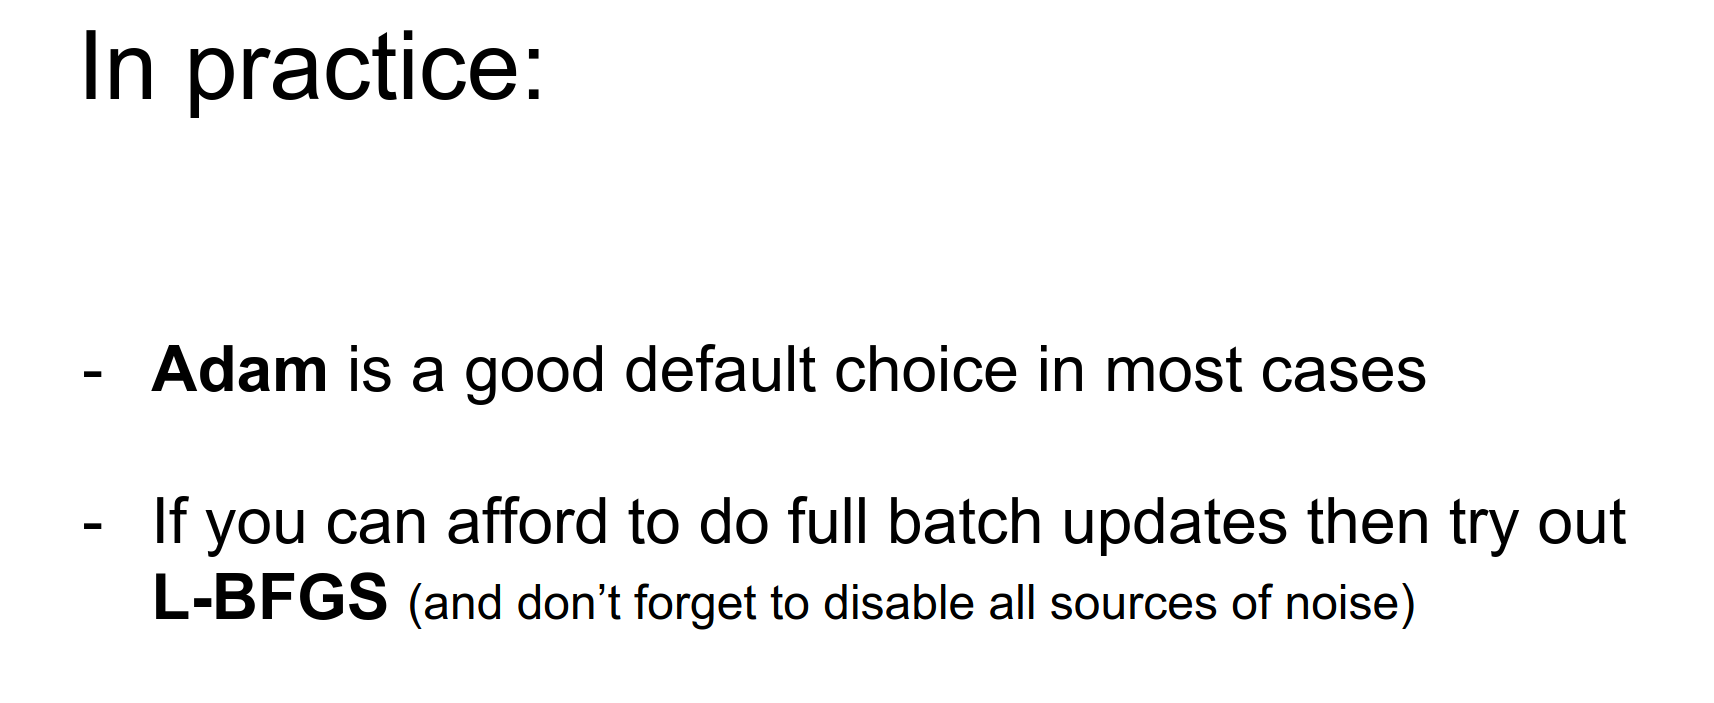 In practice:
- Adam is a good default choice in most cases
- If you can afford to do full batch updates then try out
L-BFGS (and don’t forget to disable all sources of noise)